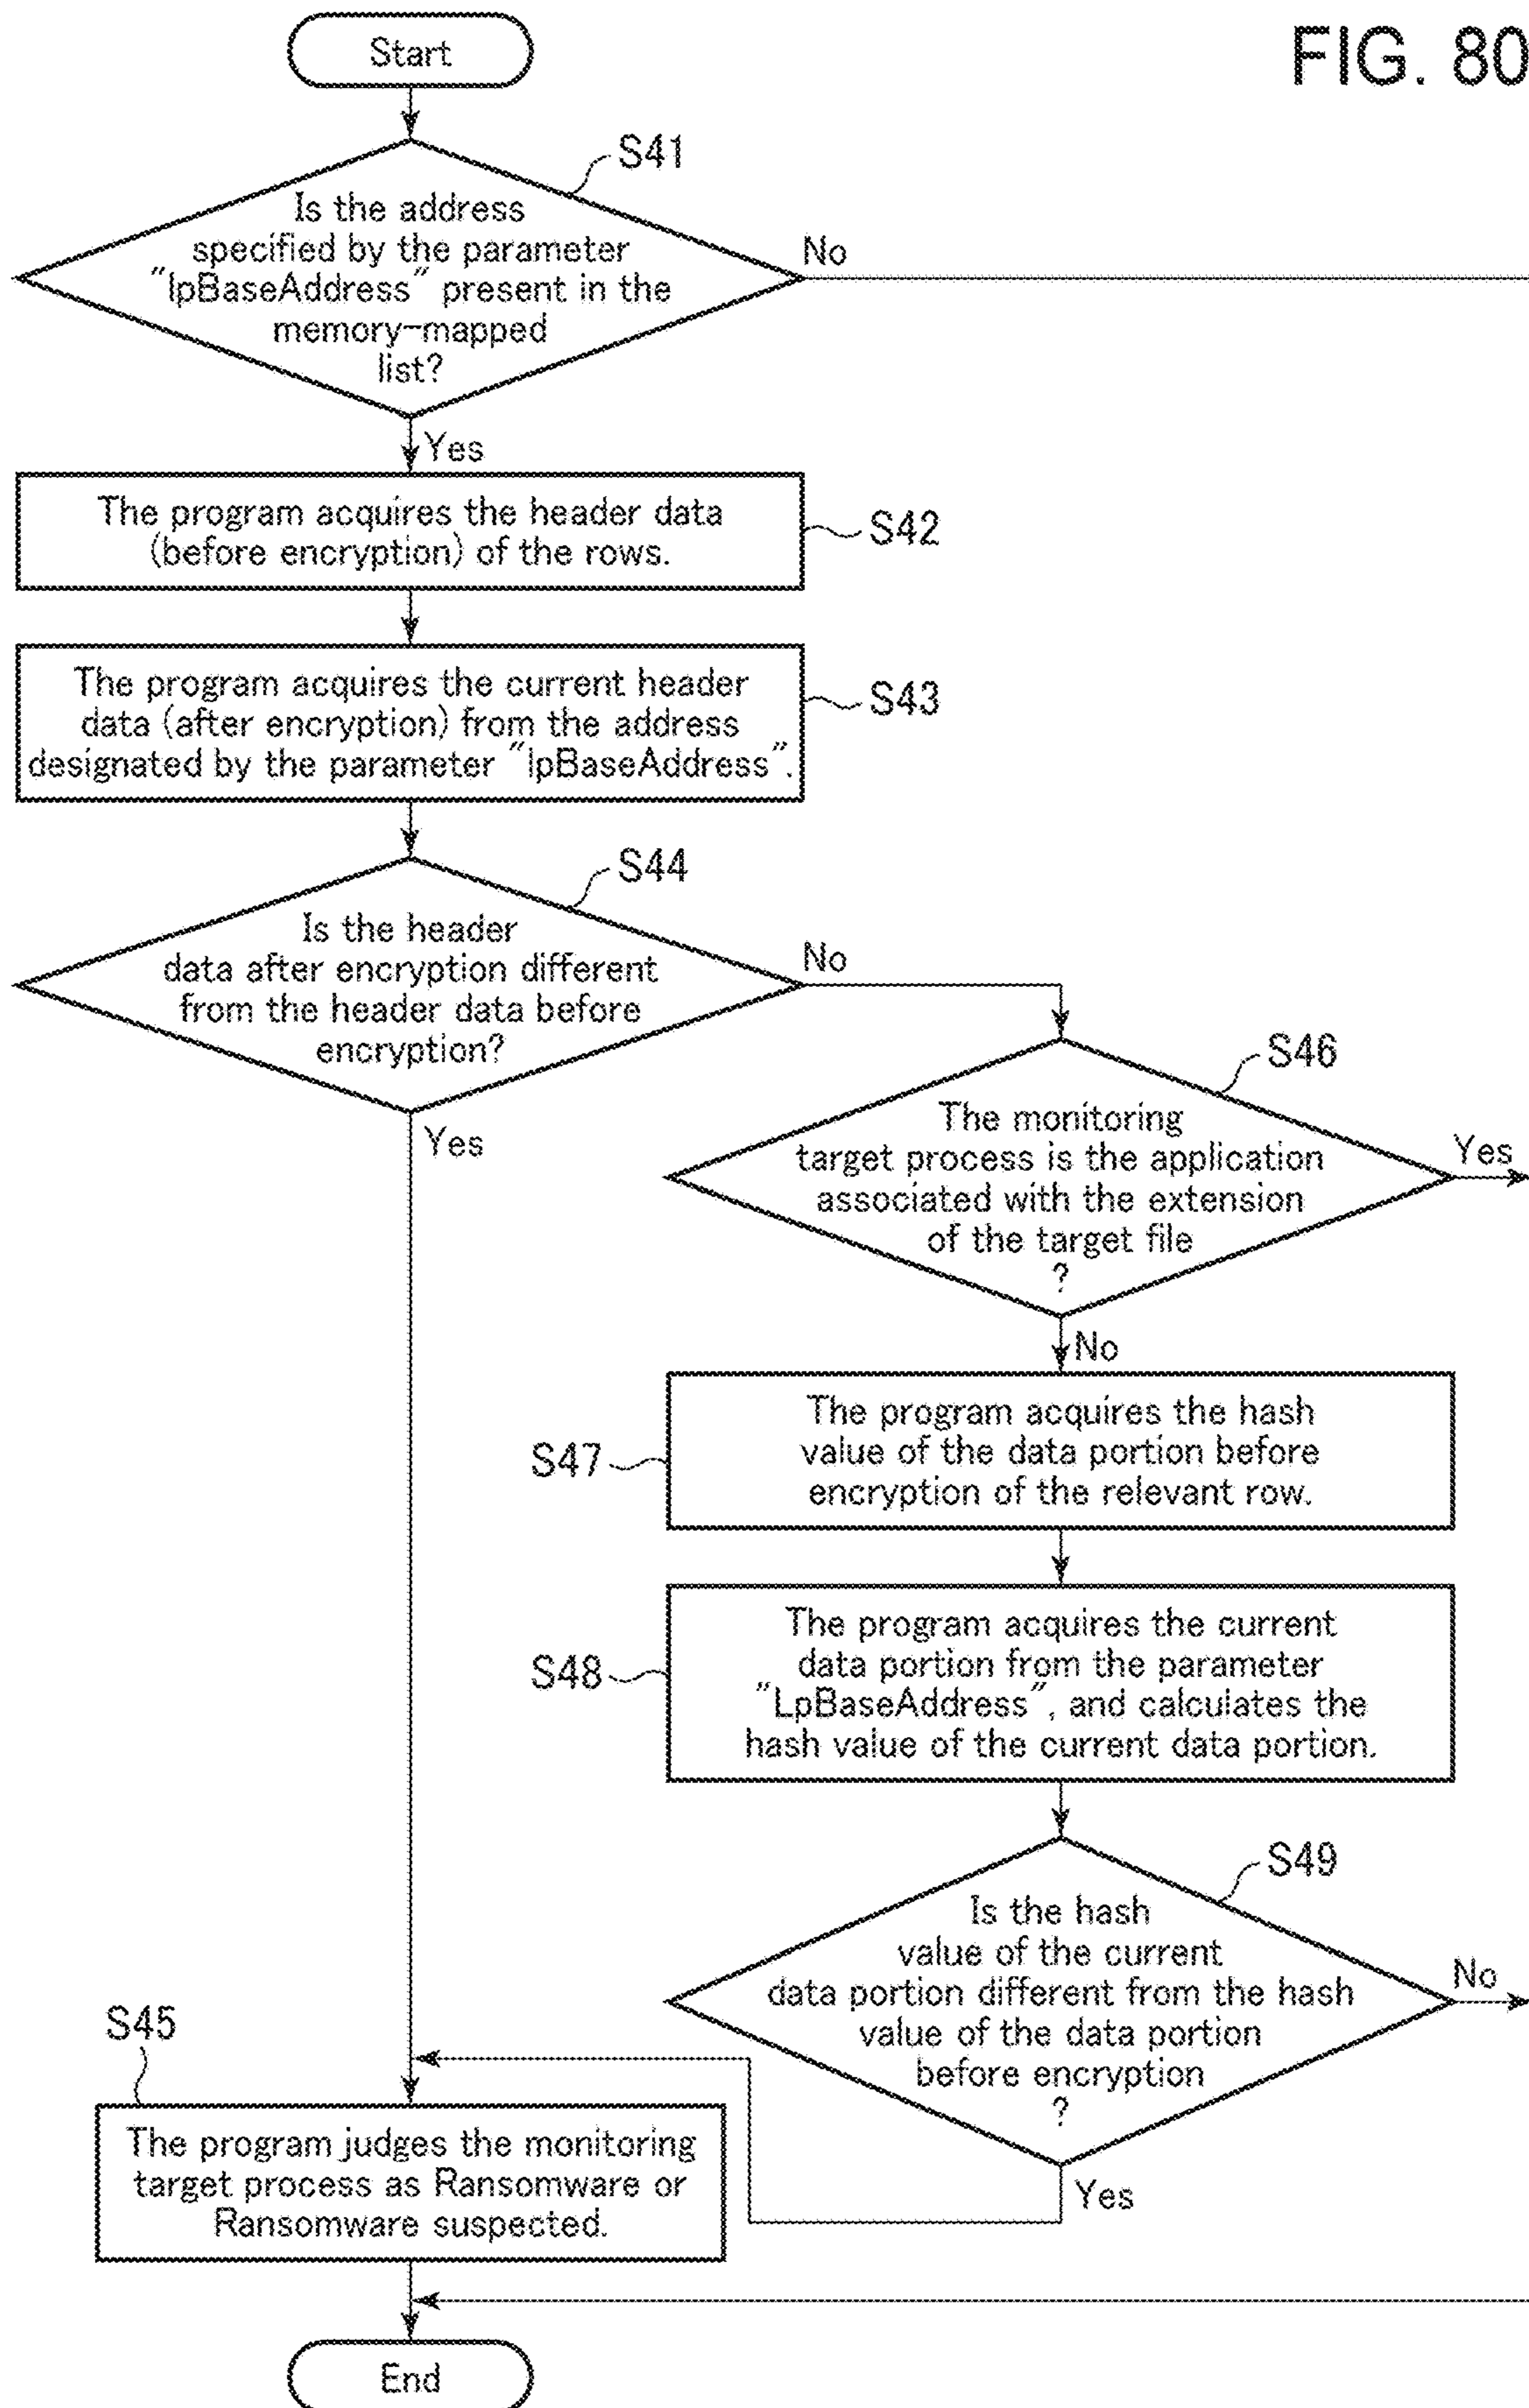 FIG. 80
Start
S41
Is the address
specified by the parameter
"lpBaseAddress" present in the
memory-mapped
list?
No
Yes
The program acquires the header data
(before encryption) of the rows.
S42
The program acquires the current header
data (after encryption) from the address
designated by the parameter "lpBaseAddress".
S43
S44
Is the header
data after encryption different
from the header data before
encryption?
No
Yes
S46
The monitoring
target process is the application
associated with the extension
of the target file
?
Yes
No
S47
The program acquires the hash
value of the data portion before
encryption of the relevant row.
S48
The program acquires the current
data portion from the parameter
"LpBaseAddress", and calculates the
hash value of the current data portion.
S49
Is the hash
value of the current
data portion different from the hash
value of the data portion
before encryption
?
No
Yes
S45
The program judges the monitoring
target process as Ransomware or
Ransomware suspected.
End